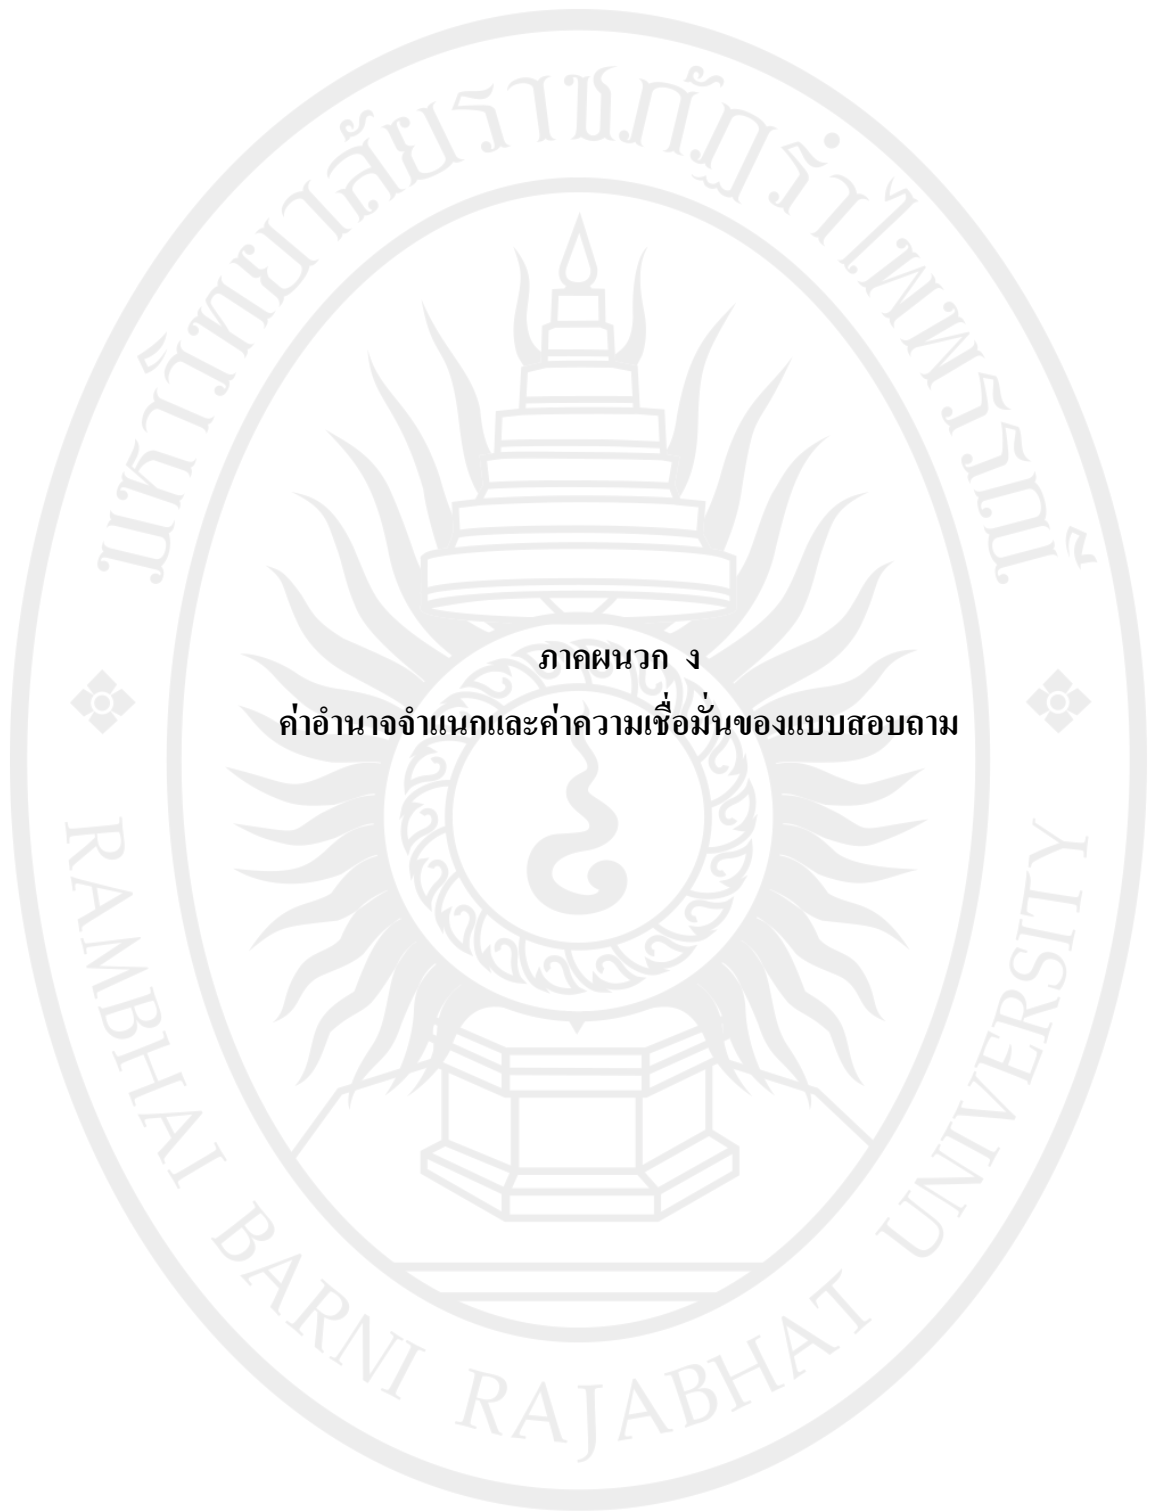 มหาวิทยาลัยราชภัฏรำไพพรรณี
ภาคผนวก ง
ค่าอำนาจจำแนกและค่าความเชื่อมั่นของแบบสอบถาม
RAMBHAI BARNI RAJABHAT UNIVERSITY